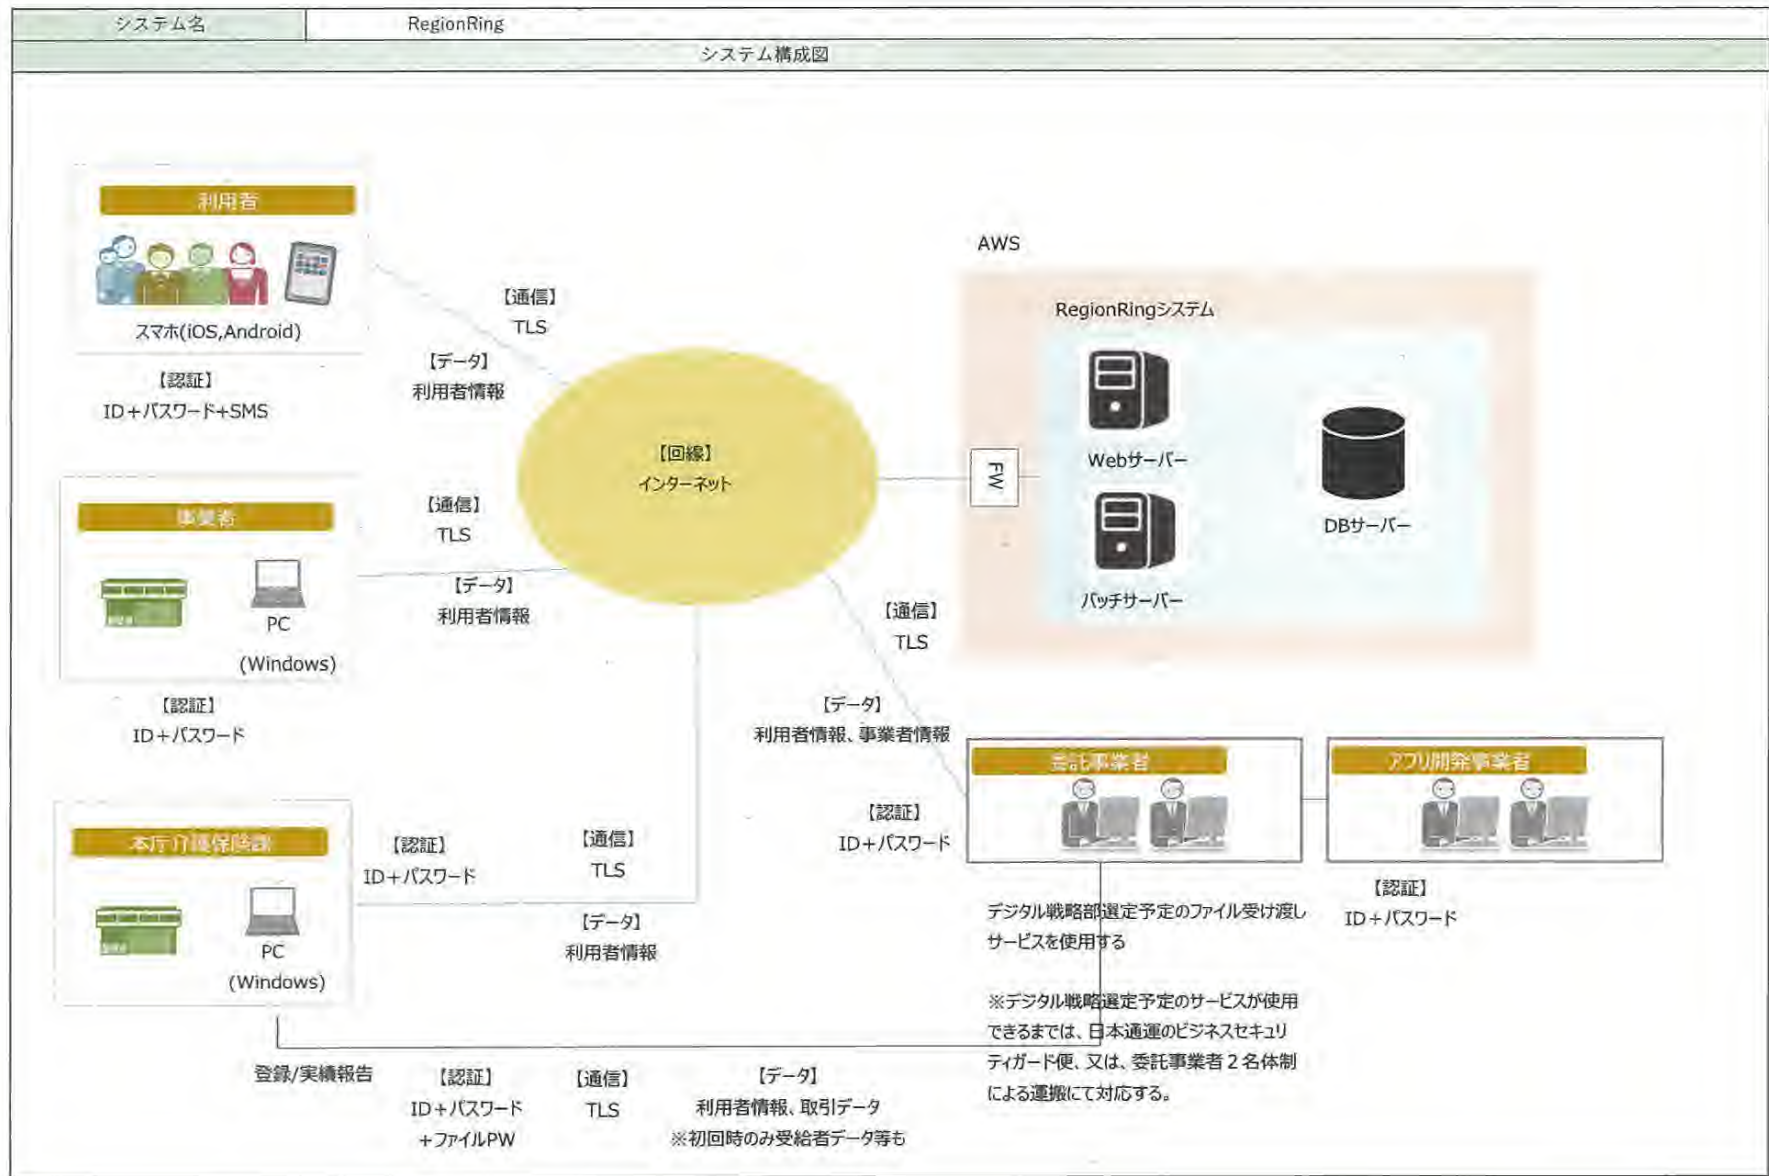 システム名
RegionRing
システム構成図
利用者
スマホ(iOS,Android)
【認証】
ID＋パスワード+SMS
【通信】
TLS
【データ】
利用者情報
事業者
PC
(Windows)
【認証】
ID＋パスワード
【通信】
TLS
【データ】
利用者情報
【回線】
インターネット
AWS
RegionRingシステム
FW
Webサーバー
バッチサーバー
DBサーバー
【通信】
TLS
【データ】
利用者情報、事業者情報
【認証】
ID＋パスワード
委託事業者
アプリ開発事業者
【認証】
ID＋パスワード
本庁介護保険課
PC
(Windows)
【認証】
ID＋パスワード
【通信】
TLS
【データ】
利用者情報
デジタル戦略部選定予定のファイル受け渡し
サービスを使用する
※デジタル戦略選定予定のサービスが使用
できるまでは、日本通運のビジネスセキュリ
ティガード便、又は、委託事業者２名体制
による運搬にて対応する。
登録/実績報告
【認証】
ID＋パスワード
+ファイルPW
【通信】
TLS
【データ】
利用者情報、取引データ
※初回時のみ受給者データ等も